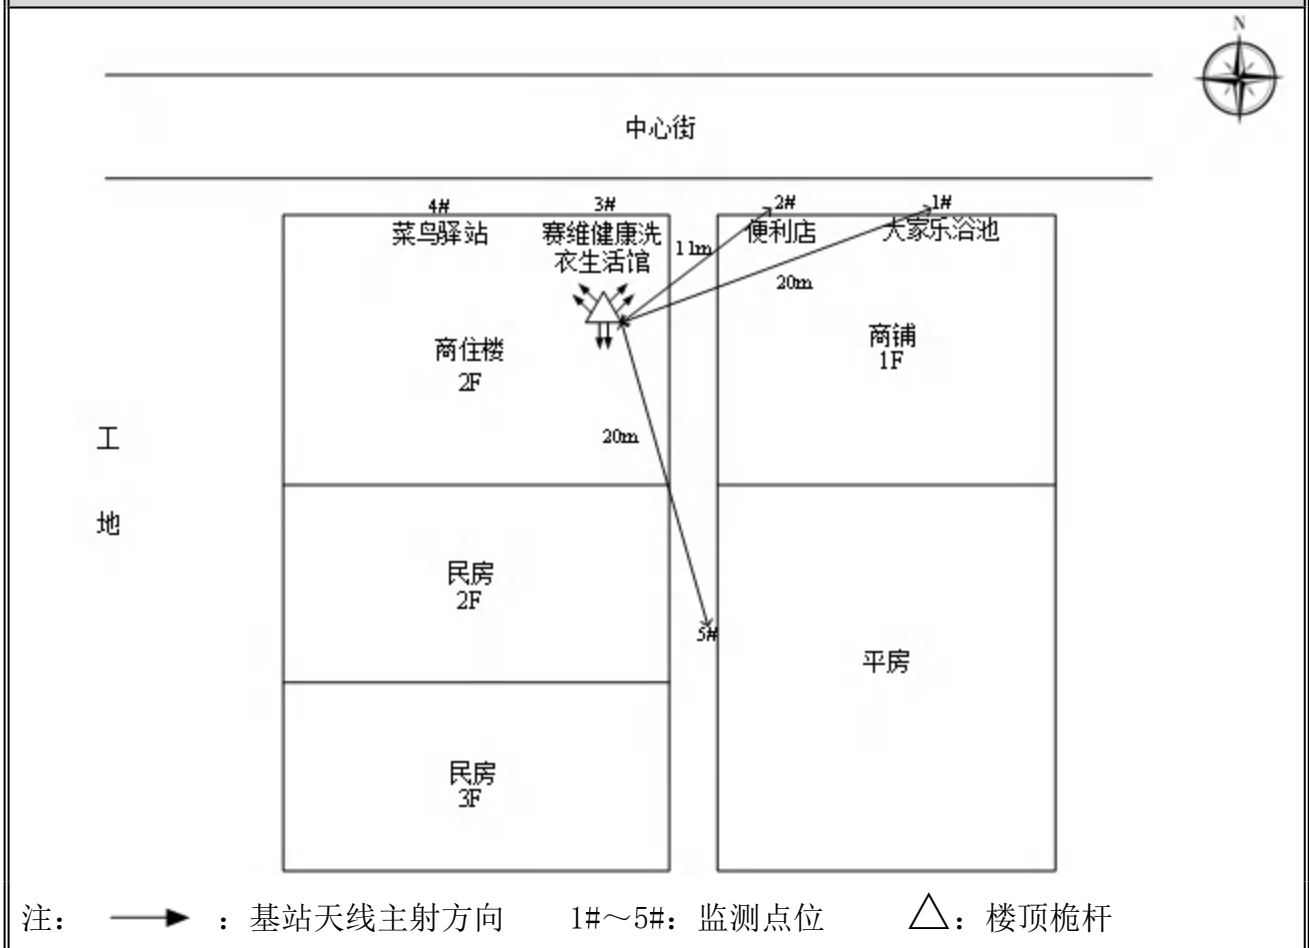 N
中心街
4#
3#
2#
1#
菜鸟驿站
赛维健康洗
衣生活馆
便利店
大家乐浴池
11m
20m
商住楼
2F
商铺
1F
20m
工
地
民房
2F
5#
平房
民房
3F
注： ：基站天线主射方向 1#～5#：监测点位 △：楼顶桅杆